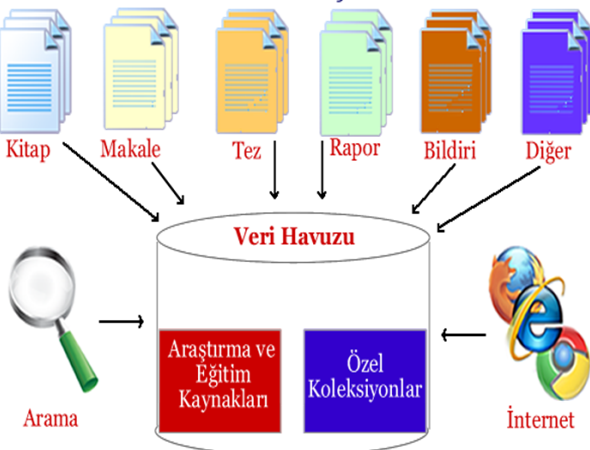 Kitap
Makale
Tez
Rapor
Bildiri
Diğer
Veri Havuzu
Araştırma ve
Eğitim
Kaynakları
Özel
Koleksiyonlar
Arama
İnternet